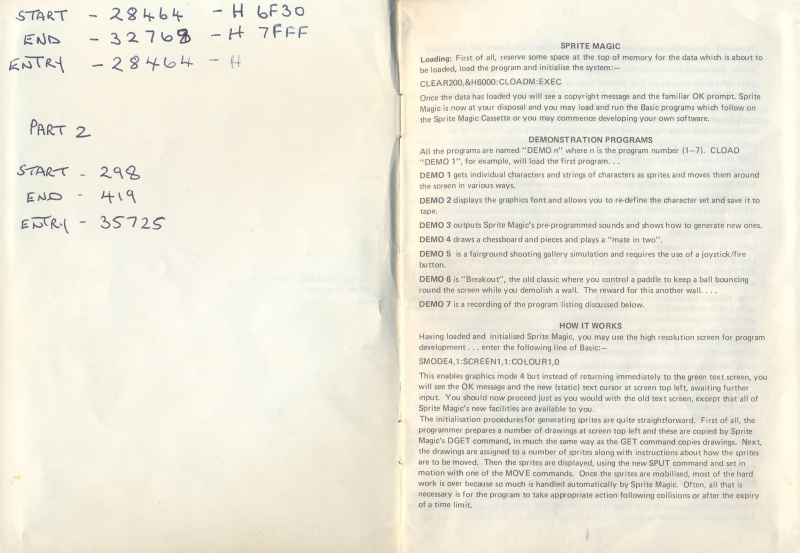 START - 28464 - H 6F30
END - 32768 - H 7FFF
ENTRY - 28464 - H
PART 2
START - 298
END - 419
ENTRY - 35725
SPRITE MAGIC
Loading: First of all, reserve some space at the top of memory for the data which is about to
be loaded, load the program and initialise the system:—
CLEAR200,&H6000:CLOADM:EXEC
Once the data has loaded you will see a copyright message and the familiar OK prompt. Sprite
Magic is now at your disposal and you may load and run the Basic programs which follow on
the Sprite Magic Cassette or you may commence developing your own software.
DEMONSTRATION PROGRAMS
All the programs are named "DEMO n" where n is the program number (1—7). CLOAD
"DEMO 1", for example, will load the first program...
DEMO 1 gets individual characters and strings of characters as sprites and moves them around
the screen in various ways.
DEMO 2 displays the graphics font and allows you to re-define the character set and save it to
tape.
DEMO 3 outputs Sprite Magic's pre-programmed sounds and shows how to generate new ones.
DEMO 4 draws a chessboard and pieces and plays a "mate in two".
DEMO 5 is a fairground shooting gallery simulation and requires the use of a joystick/fire
button.
DEMO 6 is "Breakout", the old classic where you control a paddle to keep a ball bouncing
round the screen while you demolish a wall. The reward for this another wall....
DEMO 7 is a recording of the program listing discussed below.
HOW IT WORKS
Having loaded and initialised Sprite Magic, you may use the high resolution screen for program
development... enter the following line of Basic:—
SMODE4,1:SCREEN1,1:COLOUR1,0
This enables graphics mode 4 but instead of returning immediately to the green text screen, you
will see the OK message and the new (static) text cursor at screen top left, awaiting further
input. You should now proceed just as you would with the old text screen, except that all of
Sprite Magic's new facilities are available to you.
The initialisation procedures for generating sprites are quite straightforward. First of all, the
programmer prepares a number of drawings at screen top left and these are copied by Sprite
Magic's DGET command, in much the same way as the GET command copies drawings. Next,
the drawings are assigned to a number of sprites along with instructions about how the sprites
are to be moved. Then the sprites are displayed, using the new SPUT command and set in
motion with one of the MOVE commands. Once the sprites are mobilised, most of the hard
work is over because so much is handled automatically by Sprite Magic. Often, all that is
necessary is for the program to take appropriate action following collisions or after the expiry
of a time limit.